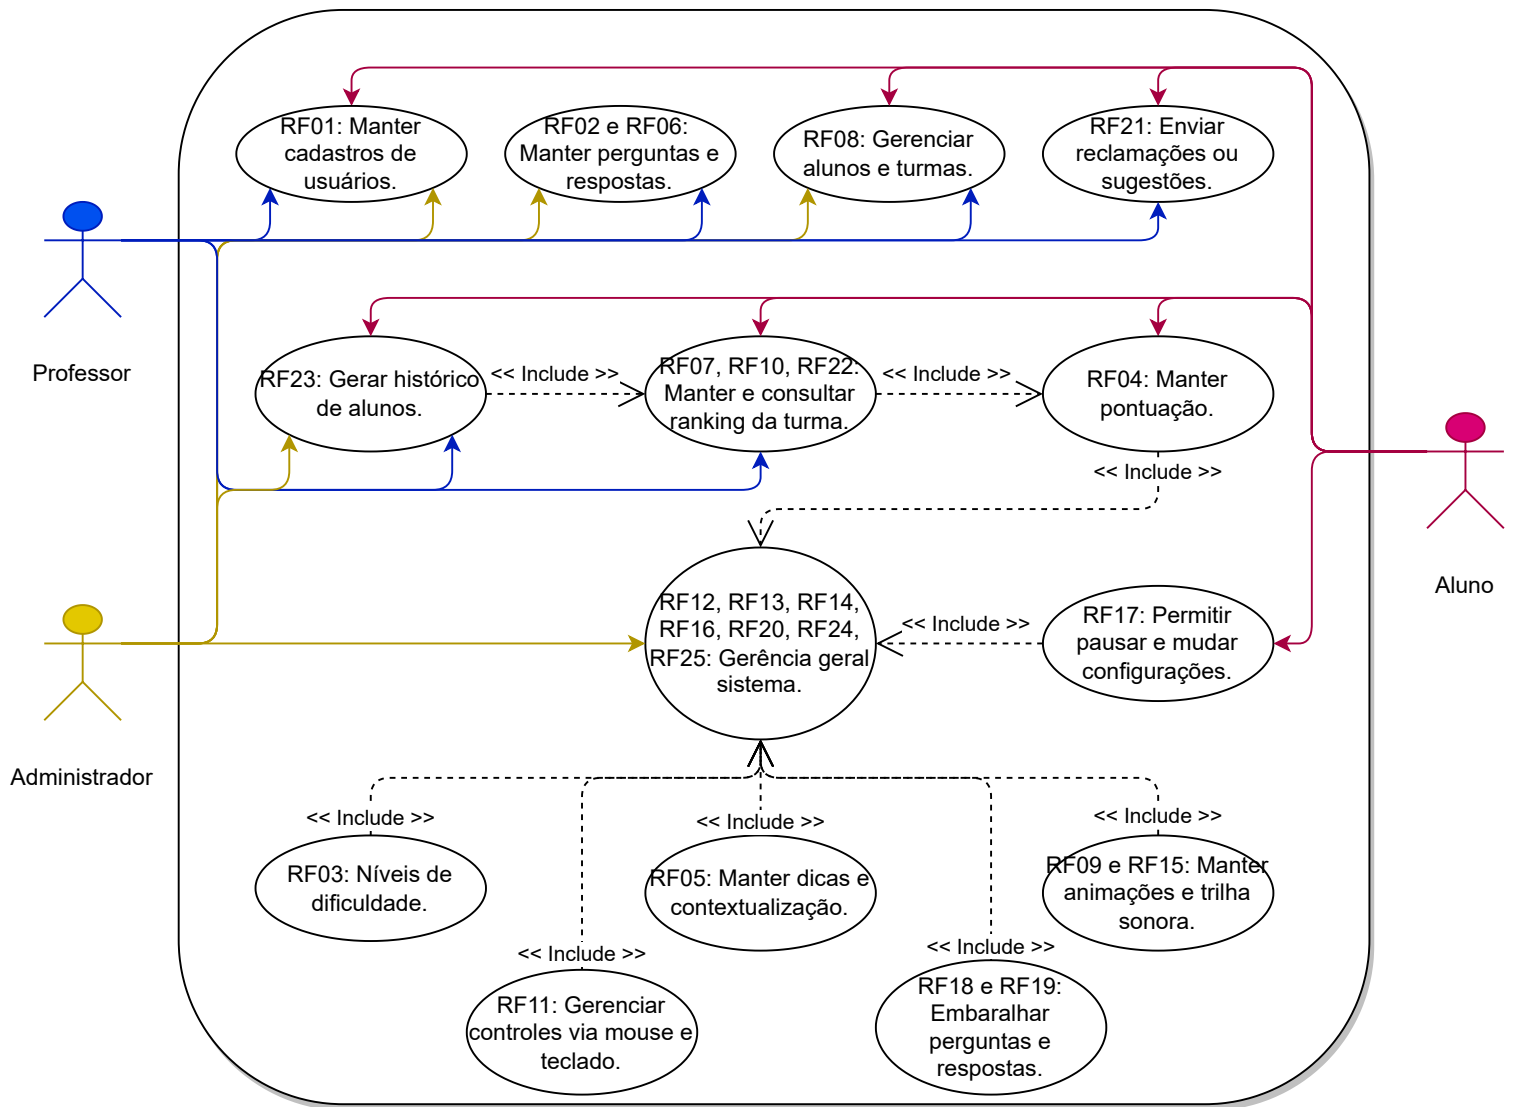 RF01: Manter
cadastros de
usuários.
RF02 e RF06:
Manter perguntas e
respostas.
RF08: Gerenciar
alunos e turmas.
RF21: Enviar
reclamações ou
sugestões.
Professor
RF23: Gerar histórico
de alunos.
<< Include >>
RF07, RF10, RF22:
Manter e consultar
ranking da turma.
<< Include >>
RF04: Manter
pontuação.
<< Include >>
Aluno
RF12, RF13, RF14,
RF16, RF20, RF24,
RF25: Gerência geral
sistema.
<< Include >>
RF17: Permitir
pausar e mudar
configurações.
Administrador
<< Include >>
<< Include >>
<< Include >>
RF03: Níveis de
dificuldade.
RF05: Manter dicas e
contextualização.
RF09 e RF15: Manter
animações e trilha
sonora.
<< Include >>
<< Include >>
RF11: Gerenciar
controles via mouse e
teclado.
RF18 e RF19:
Embaralhar
perguntas e
respostas.